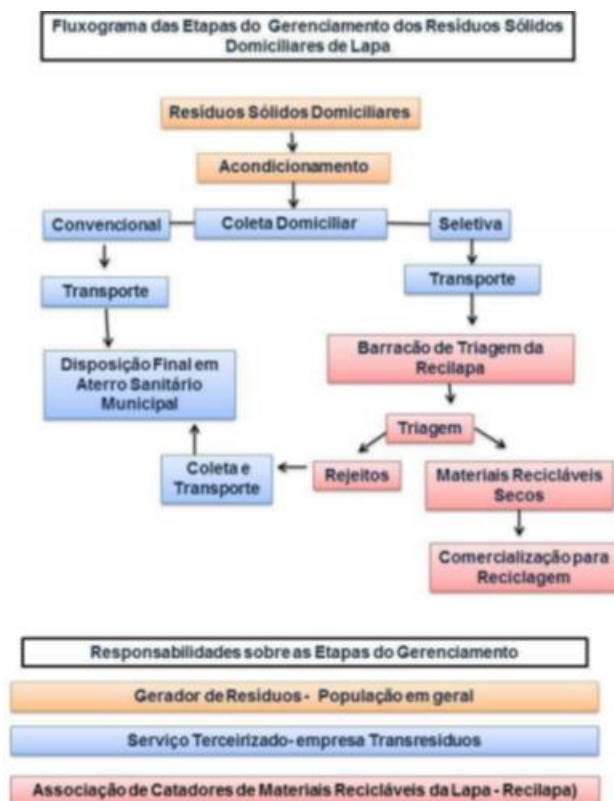 Fluxograma das Etapas do Gerenciamento dos Resíduos Sólidos
Domiciliares de Lapa
Resíduos Sólidos Domiciliares
Acondicionamento
Convencional
Coleta Domiciliar
Seletiva
Transporte
Transporte
Disposição Final em
Aterro Sanitário
Municipal
Barracão de Triagem da
Recilapa
Triagem
Coleta e
Transporte
Rejeitos
Materiais Recicláveis
Secos
Comercialização para
Reciclagem
Responsabilidades sobre as Etapas do Gerenciamento
Gerador de Resíduos - População em geral
Serviço Terceirizado- empresa Transresíduos
Associação de Catadores de Materiais Recicláveis da Lapa - Recilapa)